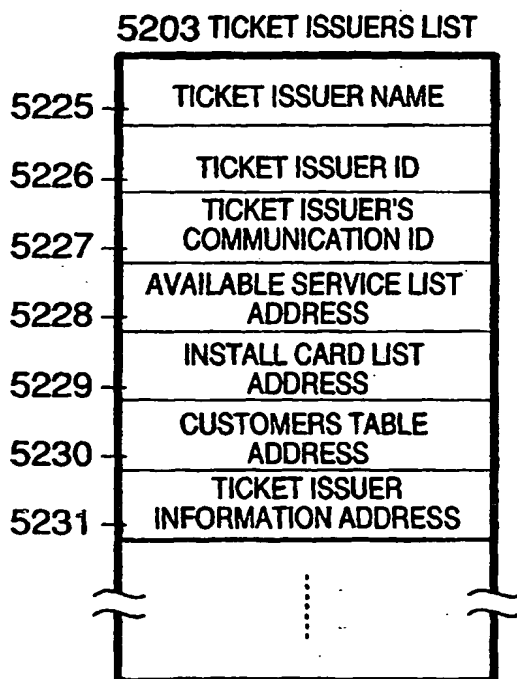 5203 TICKET ISSUERS LIST
5225 TICKET ISSUER NAME
5226 TICKET ISSUER ID
5227 TICKET ISSUER'S
COMMUNICATION ID
5228 AVAILABLE SERVICE LIST
ADDRESS
5229 INSTALL CARD LIST
ADDRESS
5230 CUSTOMERS TABLE
ADDRESS
5231 TICKET ISSUER
INFORMATION ADDRESS